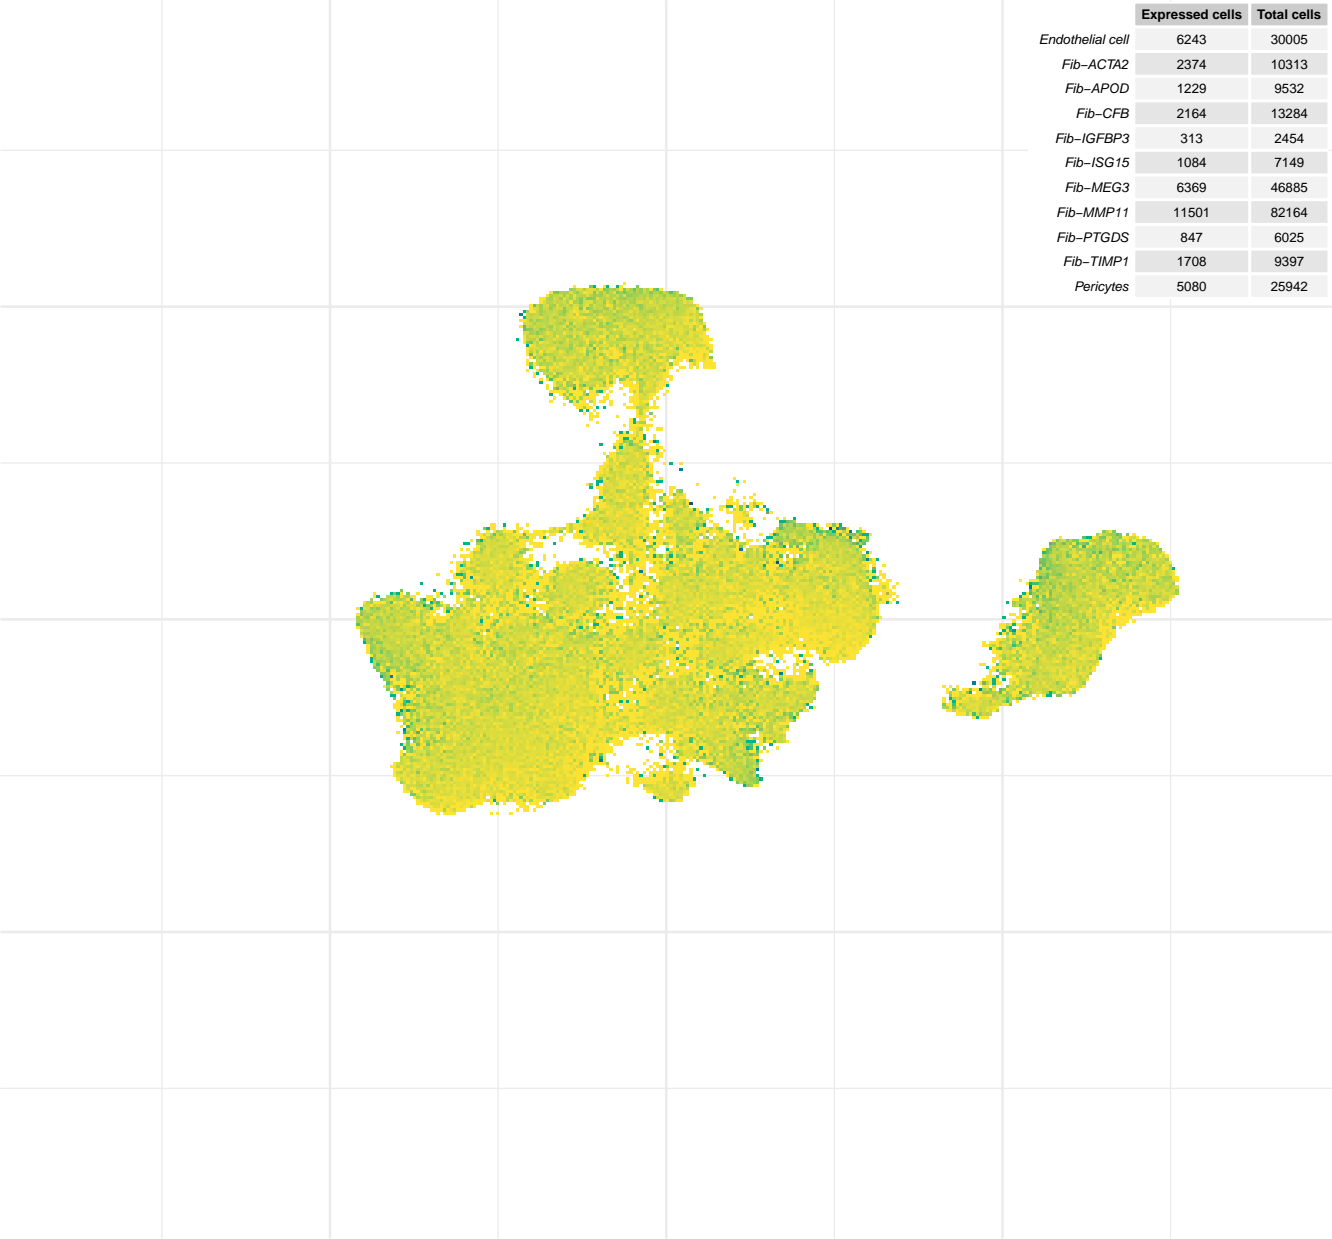 Expressed cells Total cells
Endothelial cell 6243 30005
Fib−ACTA2 2374 10313
Fib−APOD 1229 9532
Fib−CFB 2164 13284
Fib−IGFBP3 313 2454
Fib−ISG15 1084 7149
Fib−MEG3 6369 46885
Fib−MMP11 11501 82164
Fib−PTGDS 847 6025
Fib−TIMP1 1708 9397
Pericytes 5080 25942